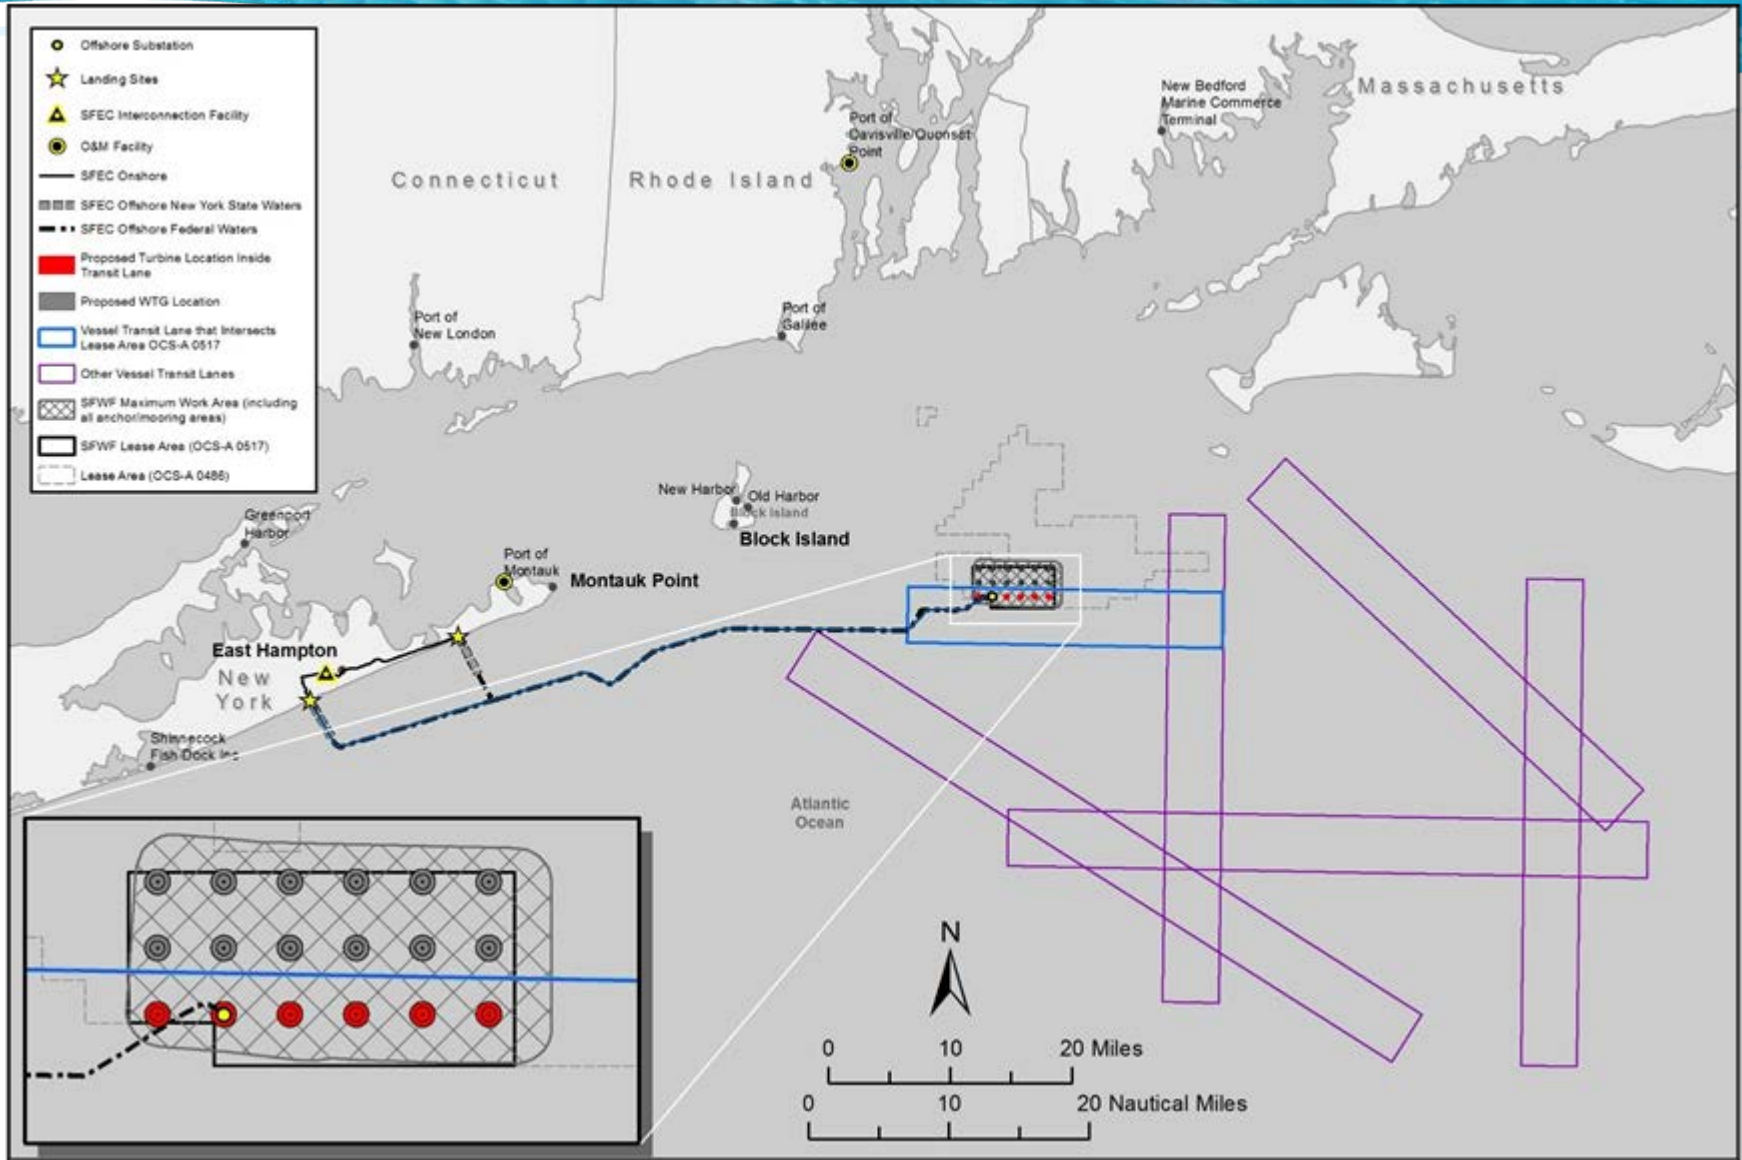 Offshore Substation
Landing Sites
SFEC Interconnection Facility
O&M Facility
SFEC Onshore
SFEC Offshore New York State Waters
SFEC Offshore Federal Waters
Proposed Turbine Location Inside
Transit Lane
Proposed WTG Location
Vessel Transit Lane that Intersects
Lease Area OCS-A 0517
Other Vessel Transit Lanes
SFWF Maximum Work Area (including
all anchor/mooring areas)
SFWF Lease Area (OCS-A 0517)
Lease Area (OCS-A 0486)
Connecticut
Rhode Island
Massachusetts
Port of
Davisville/Quonset
Point
New Bedford
Marine Commerce
Terminal
Port of
New London
Port of
Galilee
New Harbor
Old Harbor
Block Island
Block Island
Greenport
Harbor
Port of
Montauk
Montauk Point
East Hampton
New
York
Shinnecock
Fish Dock Inc
Atlantic
Ocean
N
0 10 20 Miles
0 10 20 Nautical Miles